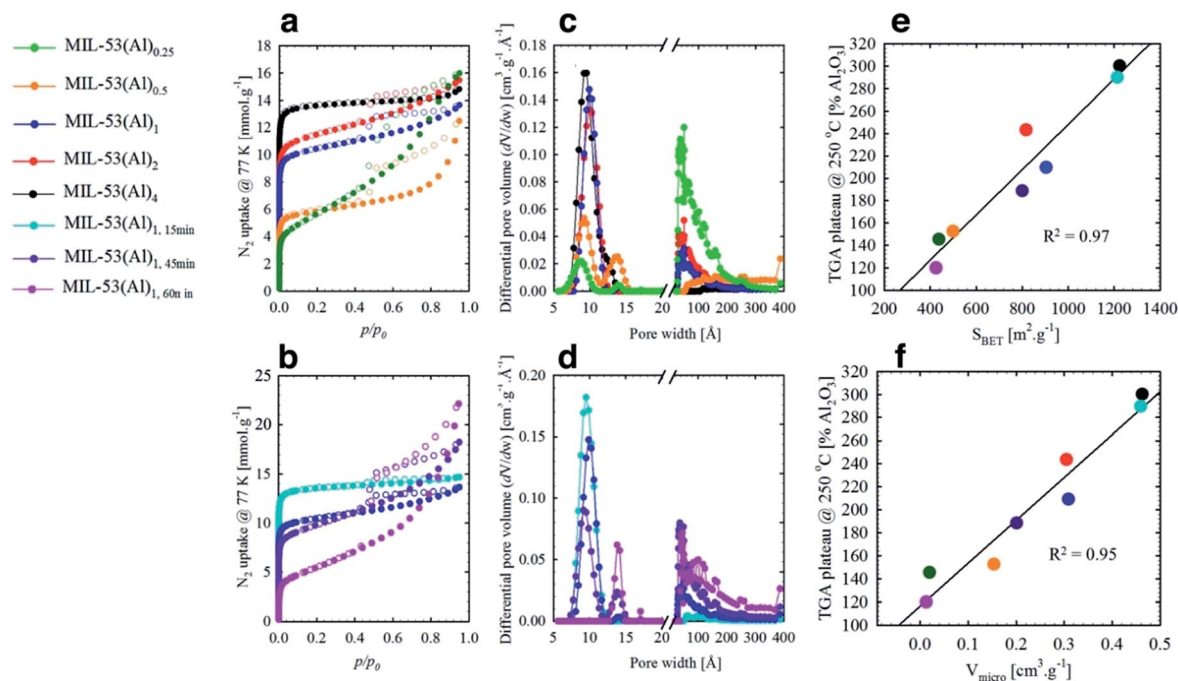 MIL-53(Al)0.25
MIL-53(Al)0.5
MIL-53(Al)1
MIL-53(Al)2
MIL-53(Al)4
MIL-53(Al)1, 15min
MIL-53(Al)1, 45min
MIL-53(Al)1, 60min
a
N2 uptake @ 77 K [mmol.g-1]
18
16
14
12
10
8
6
4
2
0
0.0 0.2 0.4 0.6 0.8 1.0
p/p0
c
Differential pore volume (dV/dw) [cm3.g-1.Å-1]
0.16
0.14
0.12
0.10
0.08
0.06
0.04
0.02
0.00
5 10 15 20 100 200 300 400
Pore width [Å]
e
TGA plateau @ 250 °C [% Al2O3]
320
300
280
260
240
220
200
180
160
140
120
100
R2 = 0.97
200 400 600 800 1000 1200 1400
SBET [m2.g-1]
b
N2 uptake @ 77 K [mmol.g-1]
25
20
15
10
5
0
0.0 0.2 0.4 0.6 0.8 1.0
p/p0
d
Differential pore volume (dV/dw) [cm3.g-1.Å-1]
0.20
0.15
0.10
0.05
0.00
5 10 15 20 100 200 300 400
Pore width [Å]
f
TGA plateau @ 250 °C [% Al2O3]
320
300
280
260
240
220
200
180
160
140
120
100
R2 = 0.95
0.0 0.1 0.2 0.3 0.4 0.5
Vmicro [cm3.g-1]